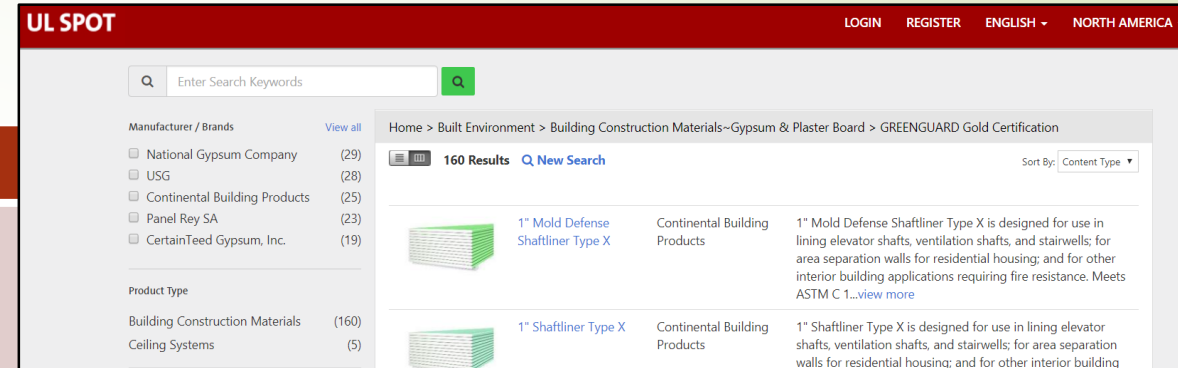 UL SPOT
LOGIN REGISTER ENGLISH NORTH AMERICA
Enter Search Keywords
Manufacturer / Brands View all
National Gypsum Company (29)
USG (28)
Continental Building Products (25)
Panel Rey SA (23)
CertainTeed Gypsum, Inc. (19)
Product Type
Building Construction Materials (160)
Ceiling Systems (5)
Home > Built Environment > Building Construction Materials~Gypsum & Plaster Board > GREENGUARD Gold Certification
160 Results New Search
Sort By: Content Type
1" Mold Defense
Shaftliner Type X
Continental Building
Products
1" Mold Defense Shaftliner Type X is designed for use in
lining elevator shafts, ventilation shafts, and stairwells; for
area separation walls for residential housing; and for other
interior building applications requiring fire resistance. Meets
ASTM C 1...view more
1" Shaftliner Type X
Continental Building
Products
1" Shaftliner Type X is designed for use in lining elevator
shafts, ventilation shafts, and stairwells; for area separation
walls for residential housing; and for other interior building